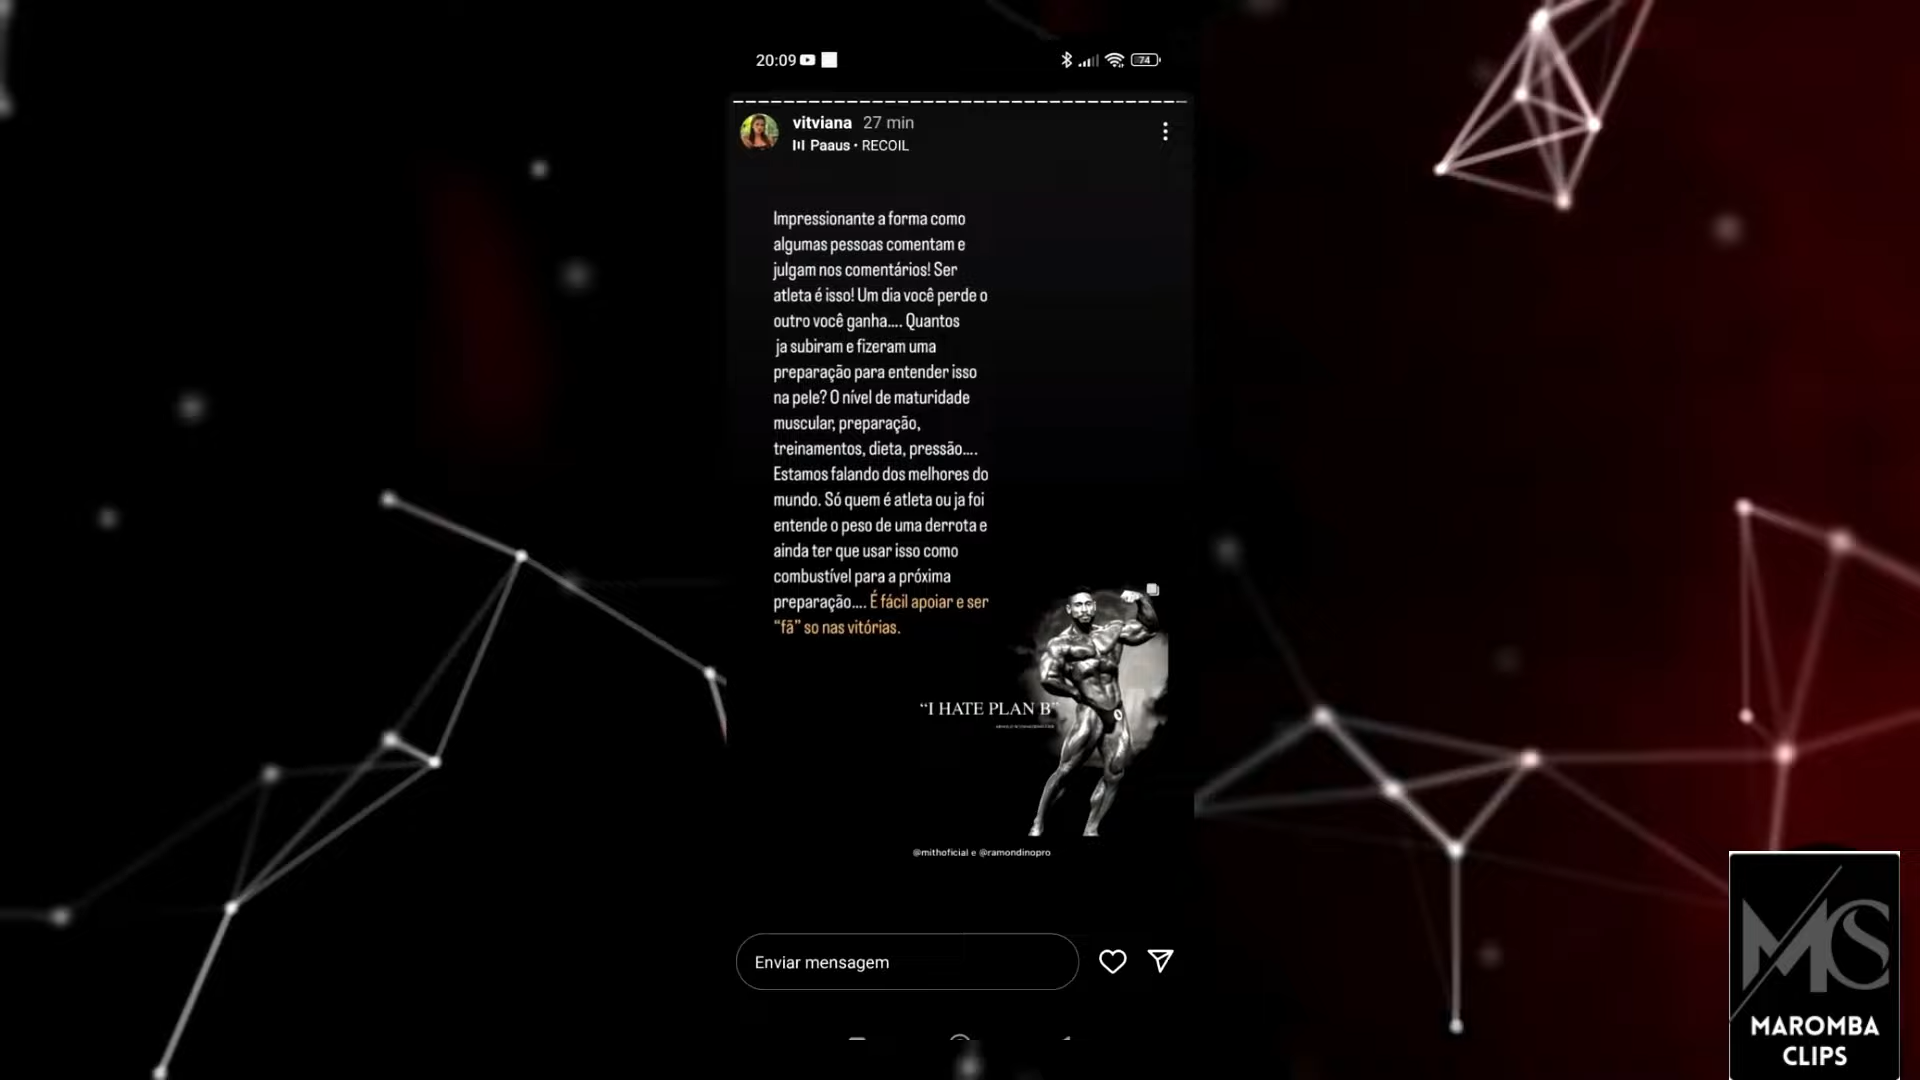 20:09
74
vitviana 27 min
Paaus • RECOIL
Impressionante a forma como
algumas pessoas comentam e
julgam nos comentários! Ser
atleta é isso! Um dia você perde o
outro você ganha.... Quantos
ja subiram e fizeram uma
preparação para entender isso
na pele? O nível de maturidade
muscular, preparação,
treinamentos, dieta, pressão....
Estamos falando dos melhores do
mundo. Só quem é atleta ou ja foi
entende o peso de uma derrota e
ainda ter que usar isso como
combustível para a próxima
preparação.... É fácil apoiar e ser
“fã” so nas vitórias.
“I HATE PLAN B”
@mithoficial e @ramondinopro
Enviar mensagem
MS
MAROMBA
CLIPS